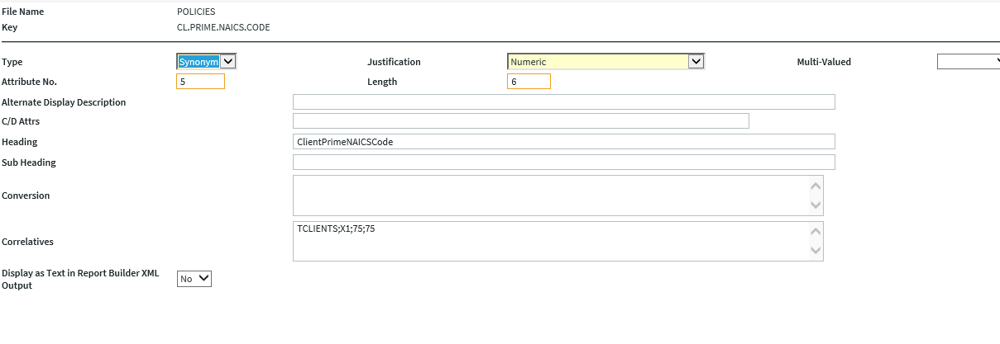 File Name POLICIES
Key CL.PRIME.NAICS.CODE
Type Synonym Justification Numeric Multi-Valued
Attribute No. 5 Length 6
Alternate Display Description
C/D Attrs
Heading ClientPrimeNAICSCode
Sub Heading
Conversion
Correlatives TCLIENTS;X1;75;75
Display as Text in Report Builder XML
Output No